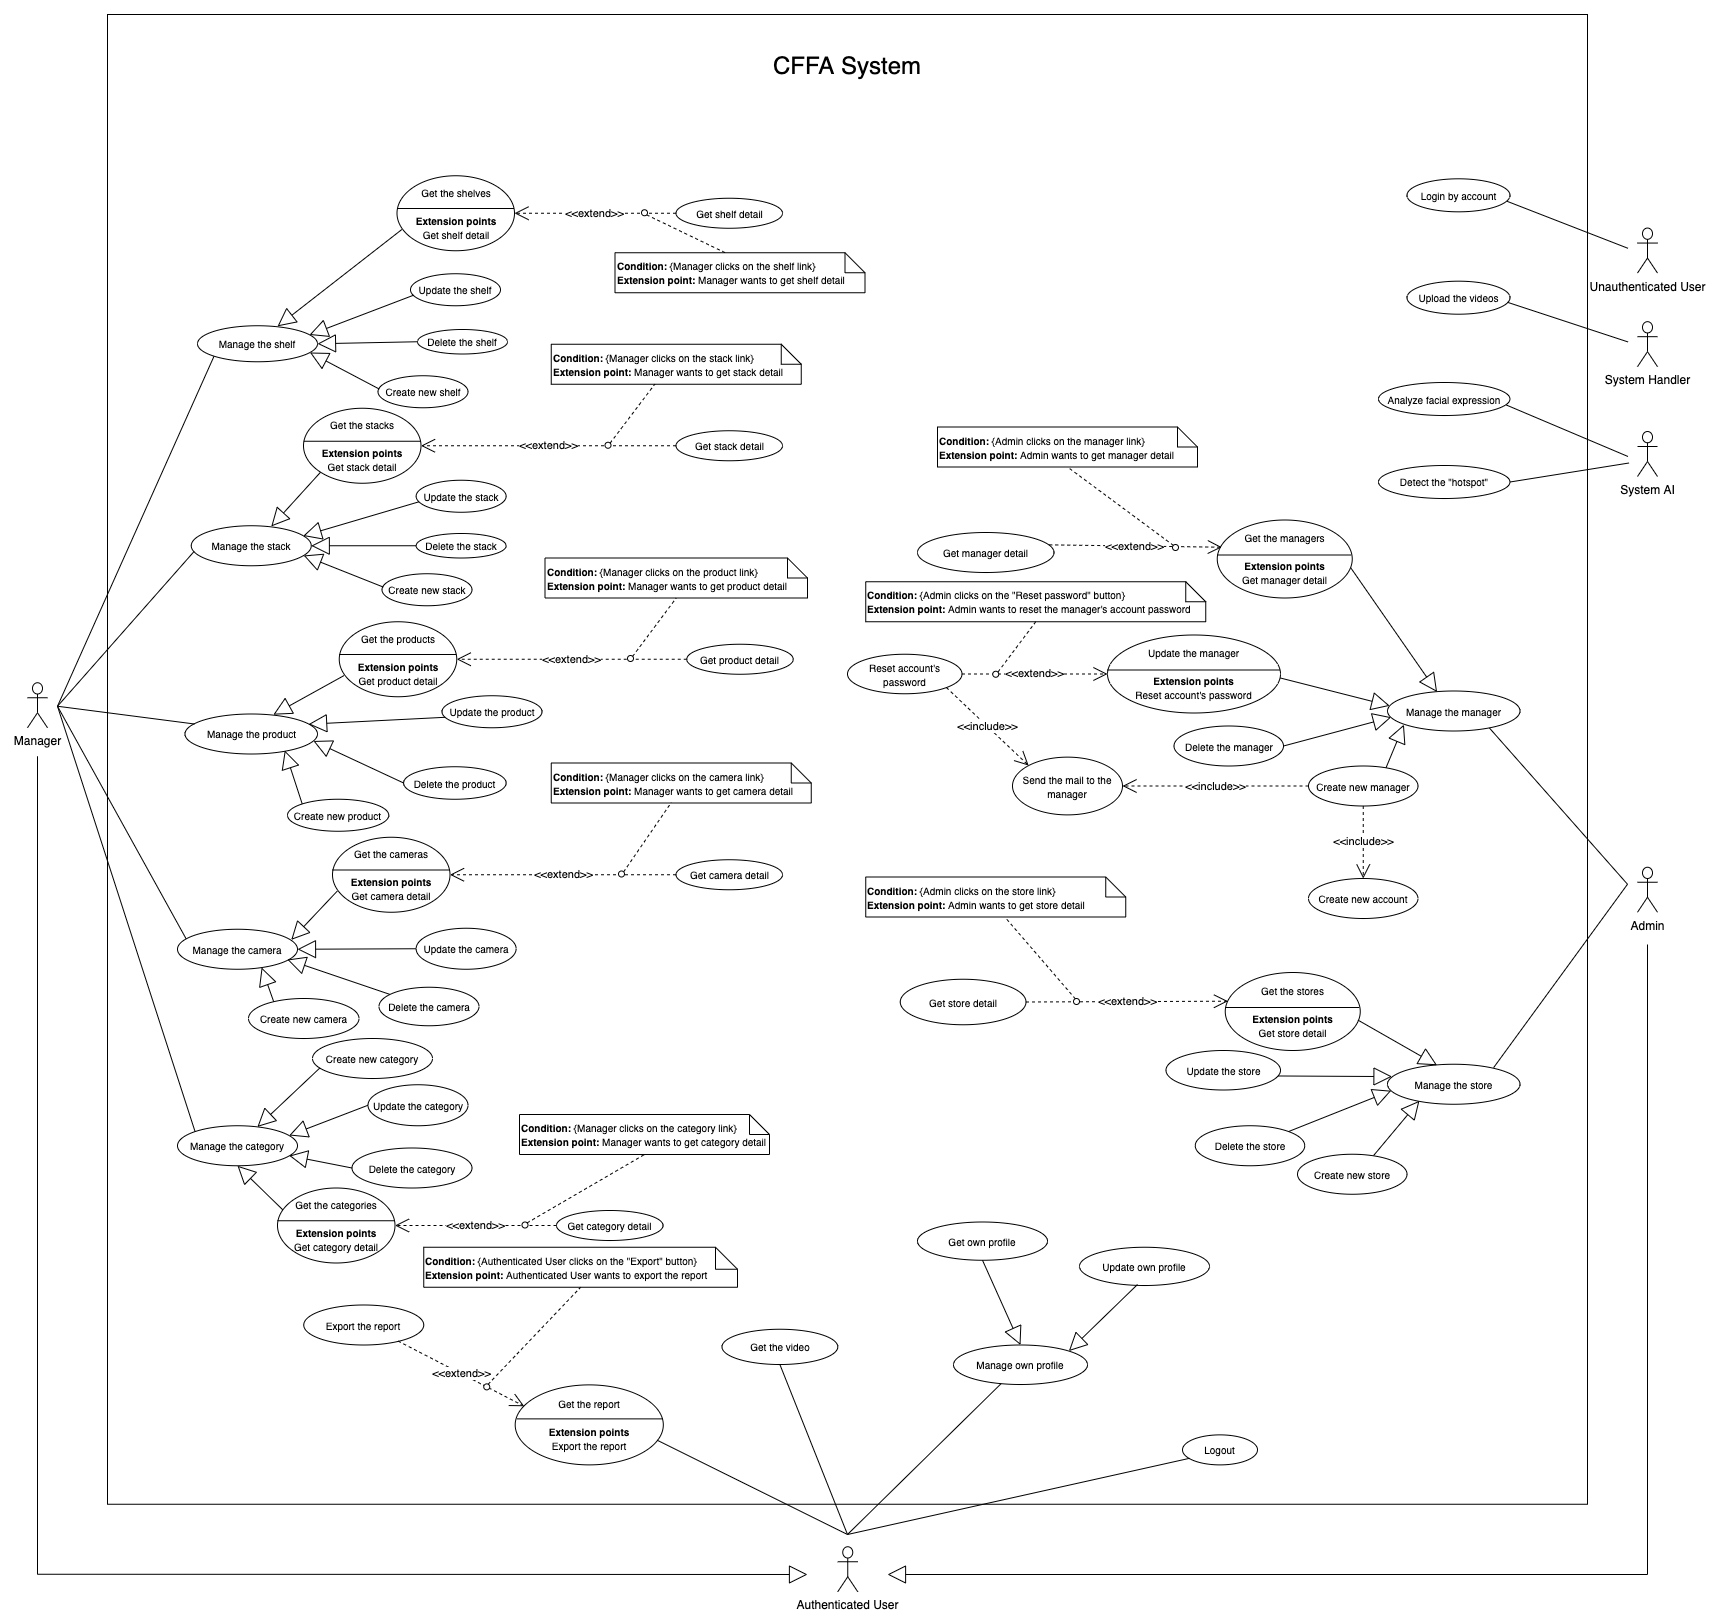 CFFA System
Get the shelves
Extension points
Get shelf detail
<<extend>>
Get shelf detail
Condition: {Manager clicks on the shelf link}
Extension point: Manager wants to get shelf detail
Update the shelf
Manage the shelf
Delete the shelf
Create new shelf
Condition: {Manager clicks on the stack link}
Extension point: Manager wants to get stack detail
Get the stacks
Extension points
Get stack detail
<<extend>>
Get stack detail
Update the stack
Manage the stack
Delete the stack
Create new stack
Condition: {Manager clicks on the product link}
Extension point: Manager wants to get product detail
Get the products
Extension points
Get product detail
<<extend>>
Get product detail
Update the product
Manage the product
Delete the product
Create new product
Manager
Condition: {Manager clicks on the camera link}
Extension point: Manager wants to get camera detail
Get the cameras
Extension points
Get camera detail
<<extend>>
Get camera detail
Manage the camera
Update the camera
Delete the camera
Create new camera
Create new category
Update the category
Manage the category
Delete the category
Condition: {Manager clicks on the category link}
Extension point: Manager wants to get category detail
Get the categories
Extension points
Get category detail
<<extend>>
Get category detail
Condition: {Authenticated User clicks on the "Export" button}
Extension point: Authenticated User wants to export the report
Export the report
<<extend>>
Get the report
Extension points
Export the report
Get the video
Get own profile
Update own profile
Manage own profile
Logout
Authenticated User
Login by account
Unauthenticated User
Upload the videos
System Handler
Analyze facial expression
Detect the "hotspot"
System AI
Condition: {Admin clicks on the manager link}
Extension point: Admin wants to get manager detail
Get manager detail
<<extend>>
Get the managers
Extension points
Get manager detail
Condition: {Admin clicks on the "Reset password" button}
Extension point: Admin wants to reset the manager's account password
Reset account's
password
<<extend>>
Update the manager
Extension points
Reset account's password
Manage the manager
<<include>>
Delete the manager
Send the mail to the
manager
<<include>>
Create new manager
<<include>>
Create new account
Admin
Condition: {Admin clicks on the store link}
Extension point: Admin wants to get store detail
Get store detail
<<extend>>
Get the stores
Extension points
Get store detail
Update the store
Manage the store
Delete the store
Create new store